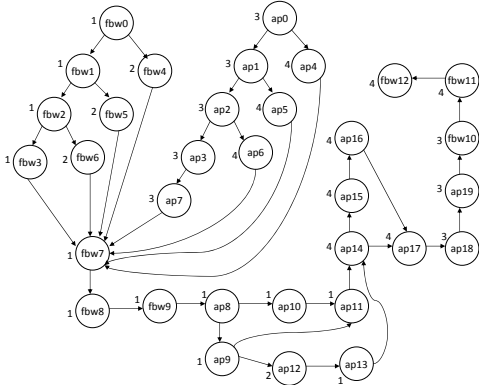 1 fbw0 3 ap0
1 fbw1 2 fbw4 3 ap1 4 ap4
1 fbw2 2 fbw5 3 ap2 4 ap5 4 fbw12 4 fbw11
1 fbw3 2 fbw6 3 ap3 4 ap6 4 ap16 3 fbw10
3 ap7 4 ap15 3 ap19
1 fbw7 4 ap14 4 ap17 3 ap18
1 fbw8 1 fbw9 1 ap8 1 ap10 1 ap11
1 ap9 2 ap12 1 ap13